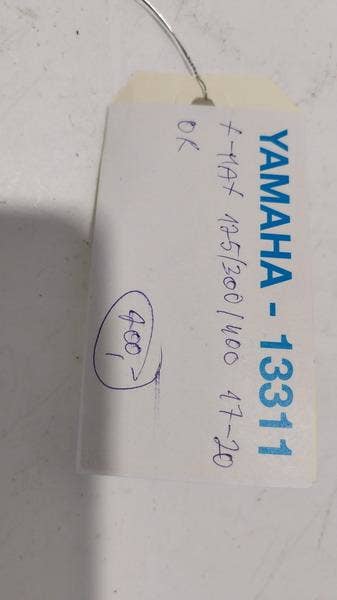 YAMAHA - 13311
X-MAX 125/300/400 17-20
OK
400,-